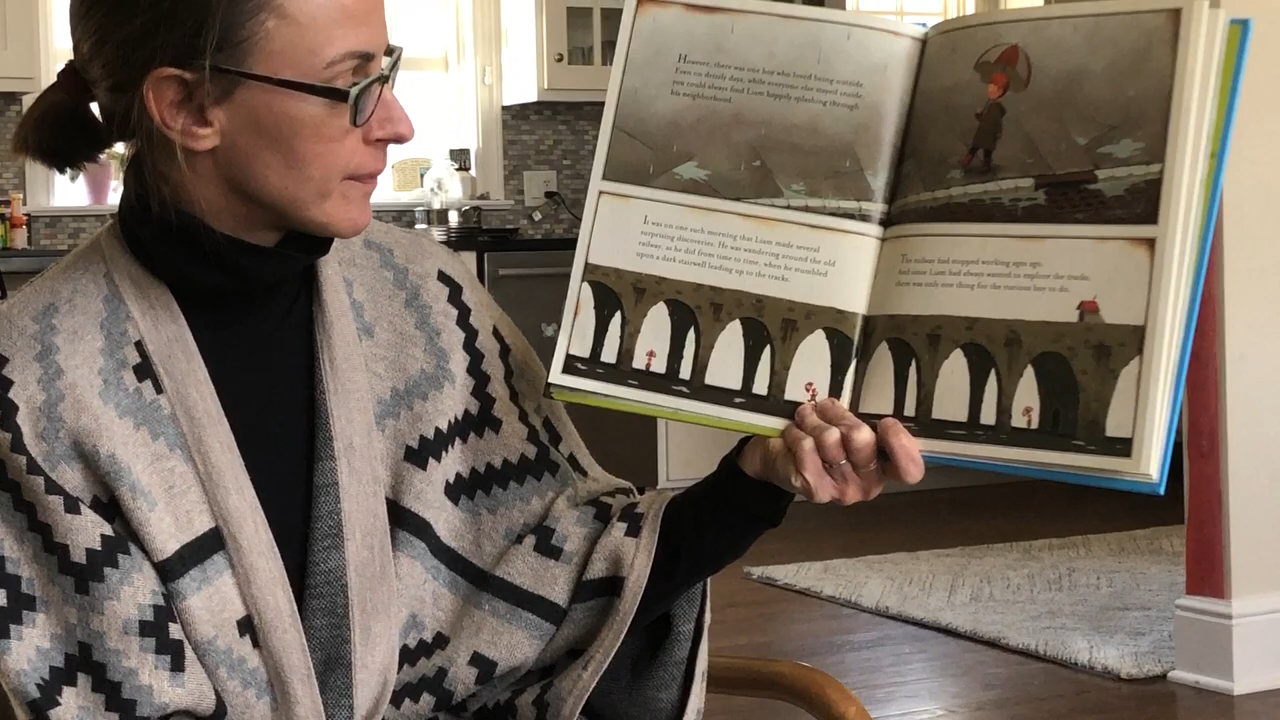 However, there was one boy who loved being outside.
Even on drizzly days, while everyone else stayed inside,
you could always find Liam happily splashing through
his neighborhood.
It was on one such morning that Liam made several
surprising discoveries. He was wandering around the old
railway, as he did from time to time, when he stumbled
upon a dark stairwell leading up to the tracks.
The railway had stopped working ages ago.
And since Liam had always wanted to explore the tracks,
there was only one thing for the curious boy to do.